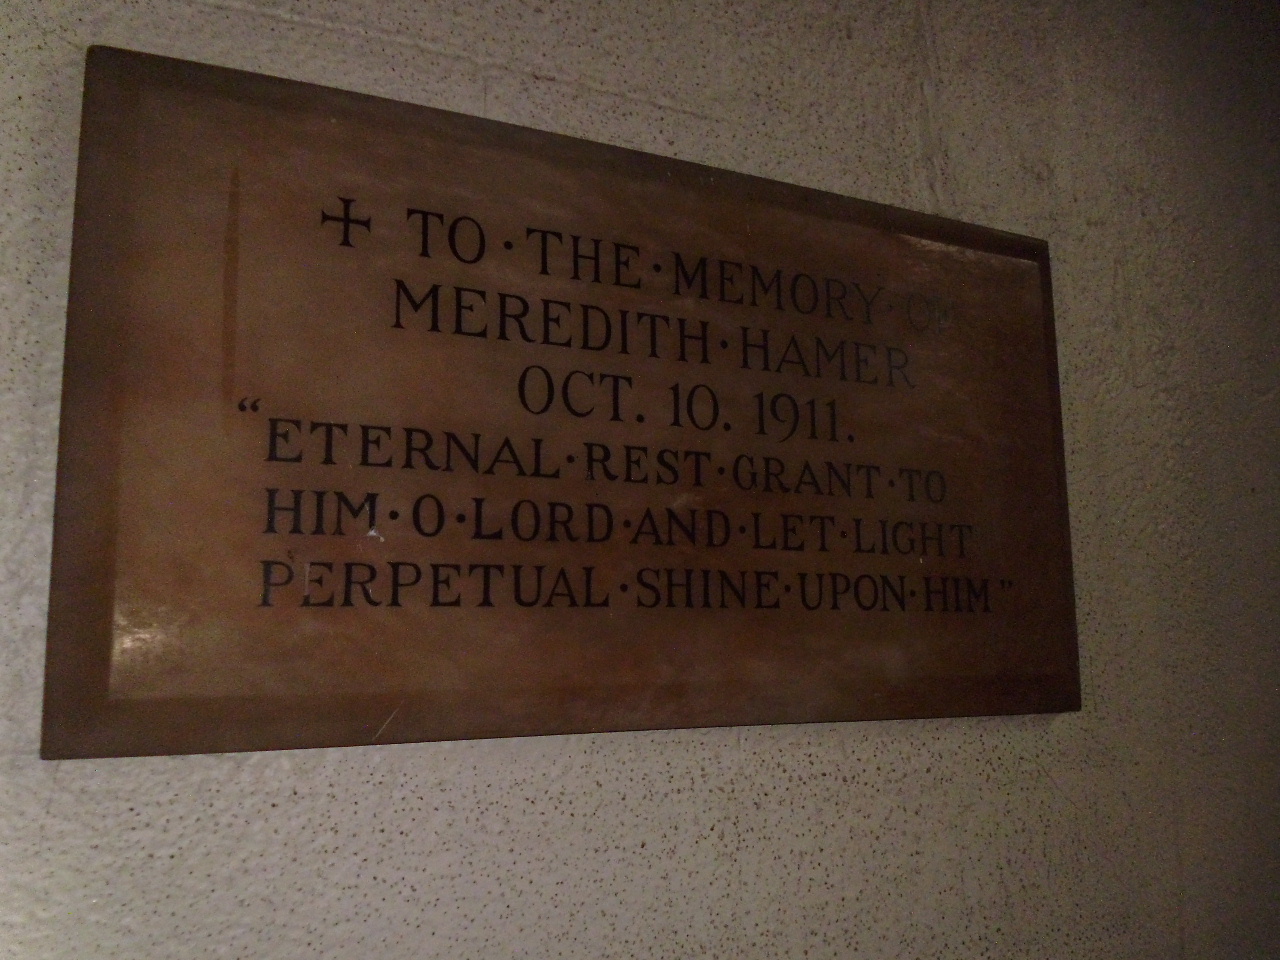 ✠ TO·THE·MEMORY·OF
MEREDITH·HAMER
OCT. 10. 1911.
“ETERNAL·REST·GRANT·TO
HIM·O·LORD·AND·LET·LIGHT
PERPETUAL·SHINE·UPON·HIM”